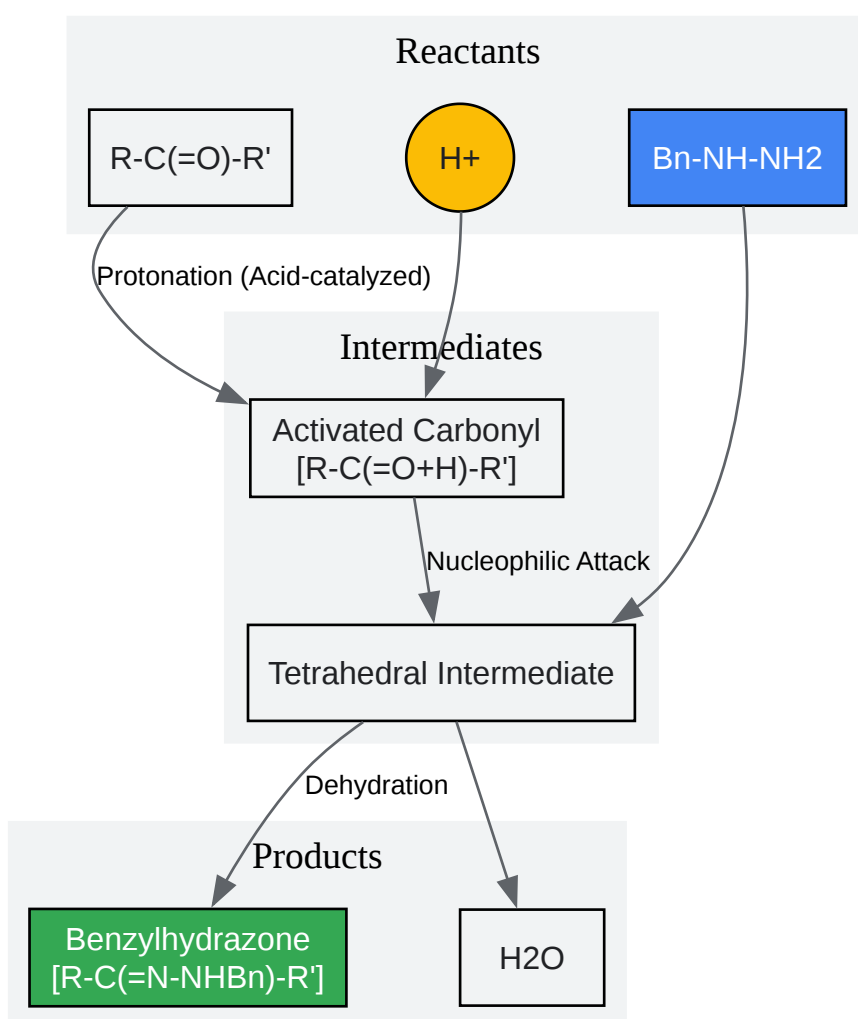 Reactants
R-C(=O)-R'
H+
Bn-NH-NH2
Protonation (Acid-catalyzed)
Intermediates
Activated Carbonyl
[R-C(=O+H)-R']
Nucleophilic Attack
Tetrahedral Intermediate
Dehydration
Products
Benzylhydrazone
[R-C(=N-NHBn)-R']
H2O